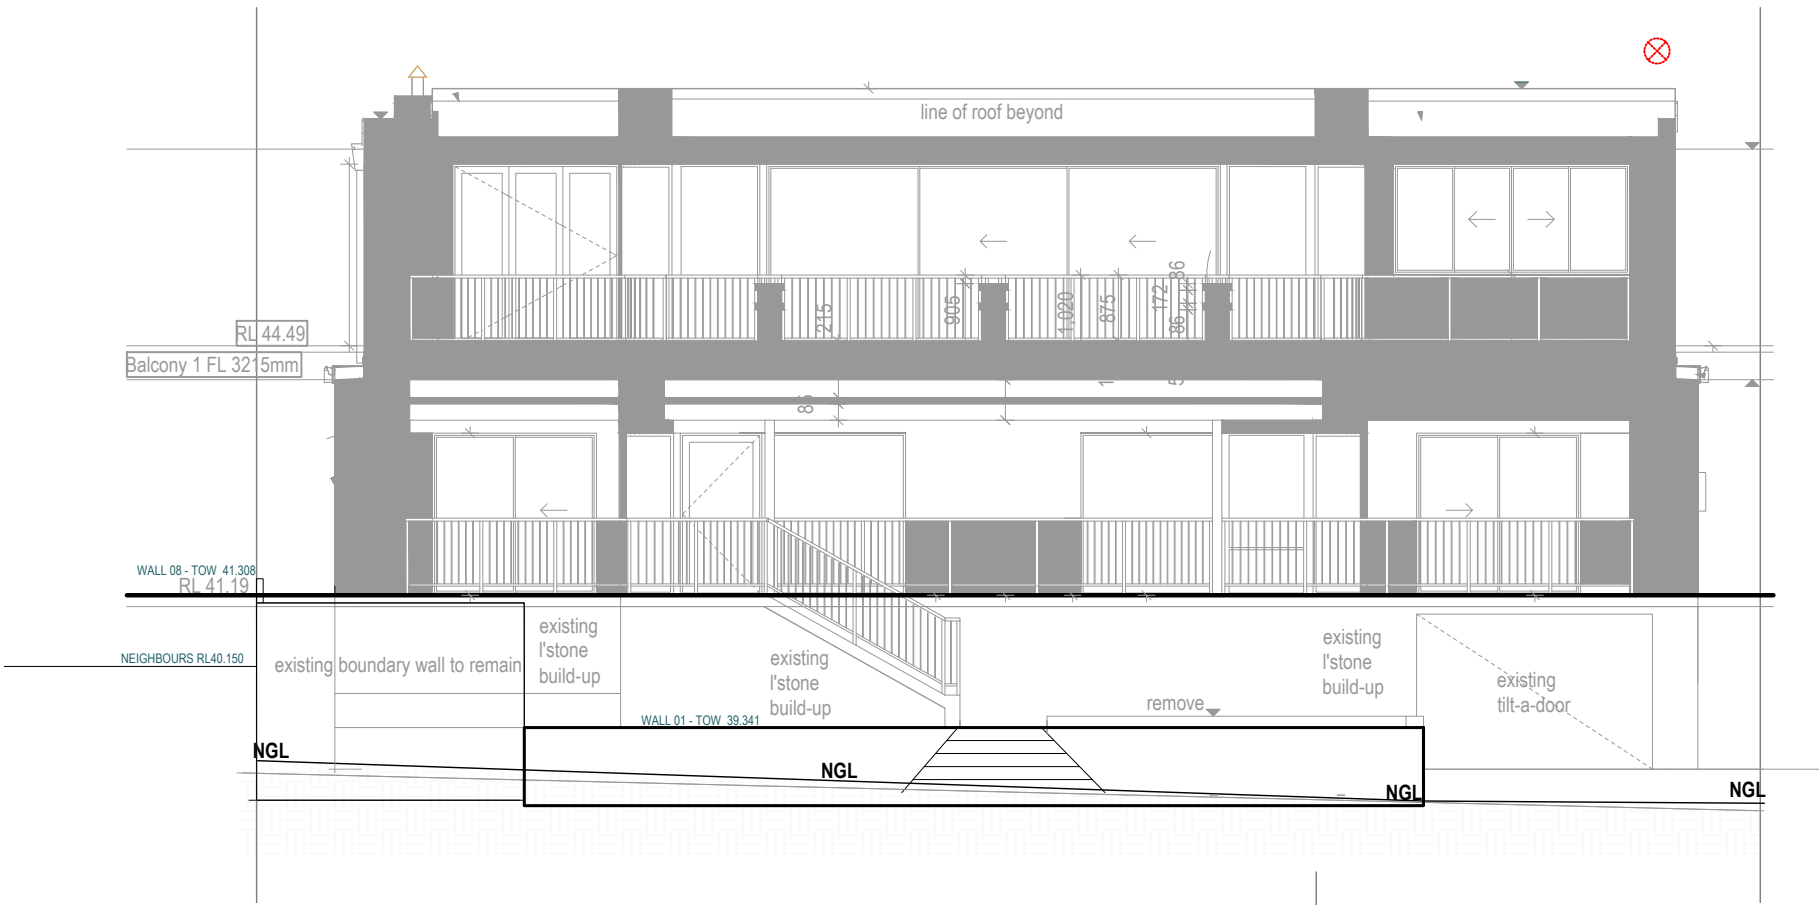 line of roof beyond
RL 44.49
Balcony 1 FL 3215mm
215
905
1,020
875
172
86
86
86
WALL 08 - TOW 41.308
RL 41.19
NEIGHBOURS RL40.150
existing boundary wall to remain
existing
l'stone
build-up
existing
l'stone
build-up
existing
l'stone
build-up
existing
tilt-a-door
remove
WALL 01 - TOW 39.341
NGL
NGL
NGL
NGL